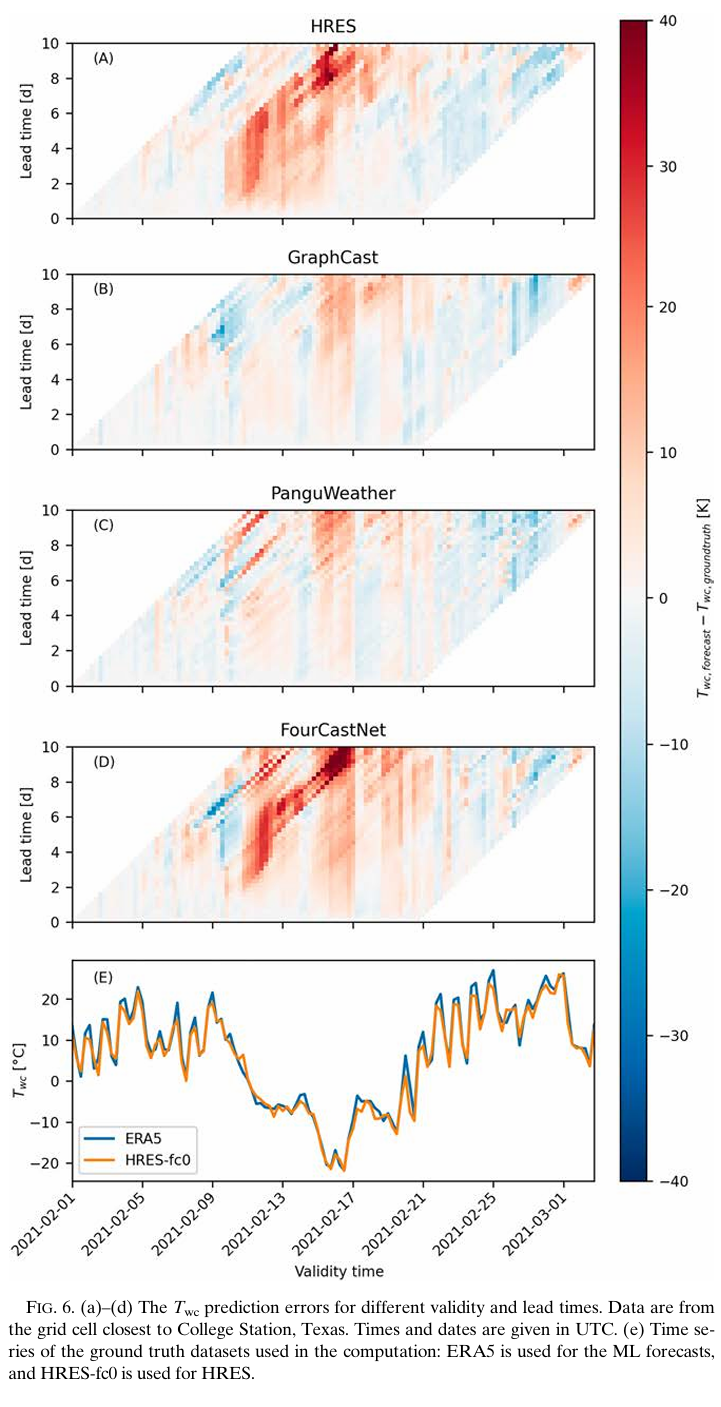 HRES
(A)
10
8
6
4
2
0
Lead time [d]
GraphCast
(B)
10
8
6
4
2
0
Lead time [d]
PanguWeather
(C)
10
8
6
4
2
0
Lead time [d]
FourCastNet
(D)
10
8
6
4
2
0
Lead time [d]
40
30
20
10
0
−10
−20
−30
−40
T_wc,forecast − T_wc,groundtruth [K]
(E)
20
10
0
−10
−20
T_wc [°C]
ERA5
HRES-fc0
2021-02-01
2021-02-05
2021-02-09
2021-02-13
2021-02-17
2021-02-21
2021-02-25
2021-03-01
Validity time
FIG. 6. (a)–(d) The T_wc prediction errors for different validity and lead times. Data are from
the grid cell closest to College Station, Texas. Times and dates are given in UTC. (e) Time se-
ries of the ground truth datasets used in the computation: ERA5 is used for the ML forecasts,
and HRES-fc0 is used for HRES.